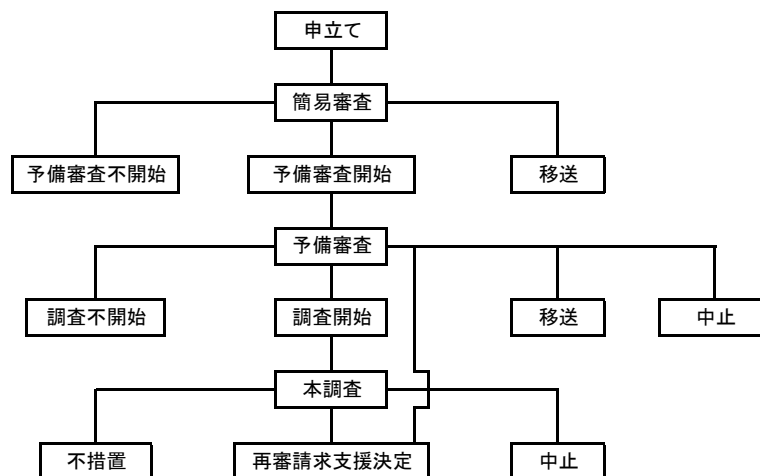 申立て
簡易審査
予備審査不開始
予備審査開始
移送
予備審査
調査不開始
調査開始
移送
中止
本調査
不措置
再審請求支援決定
中止